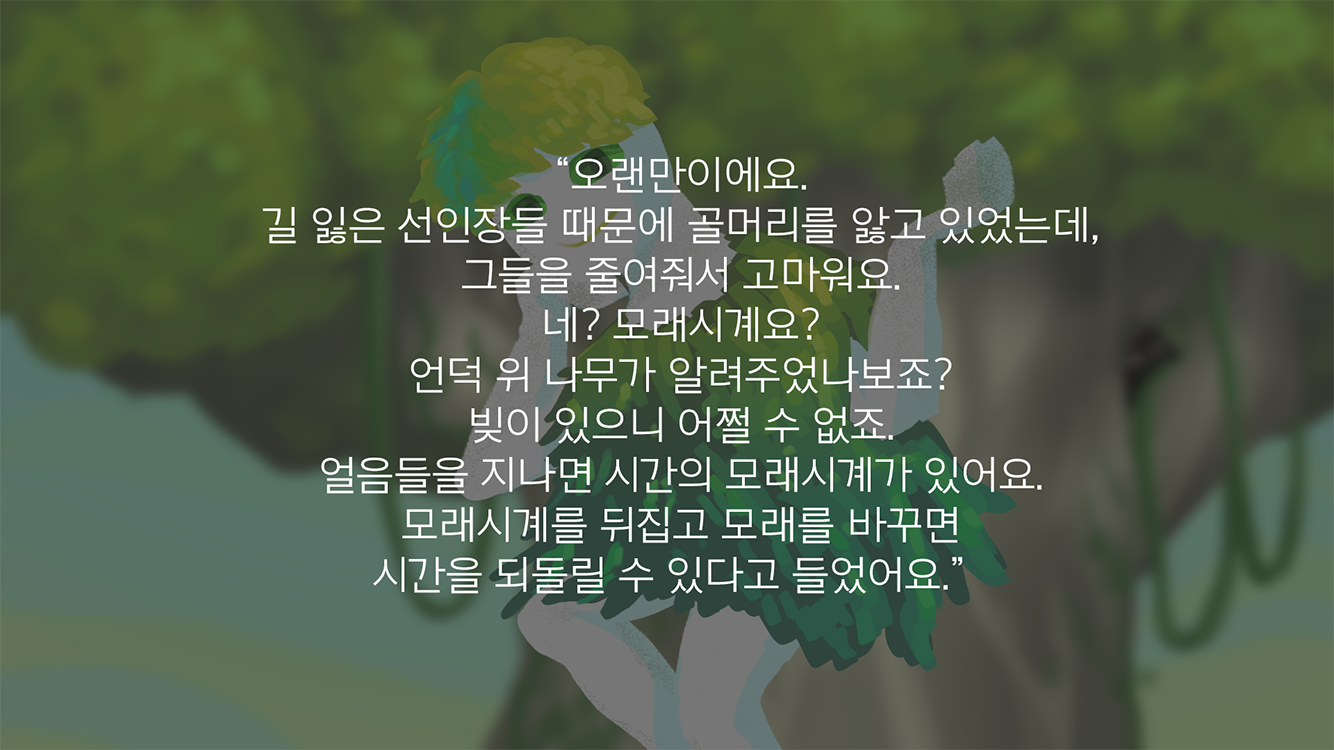 “오랜만이에요.
길 잃은 선인장들 때문에 골머리를 앓고 있었는데,
그들을 줄여줘서 고마워요.
네? 모래시계요?
언덕 위 나무가 알려주었나보죠?
빚이 있으니 어쩔 수 없죠.
얼음들을 지나면 시간의 모래시계가 있어요.
모래시계를 뒤집고 모래를 바꾸면
시간을 되돌릴 수 있다고 들었어요.”